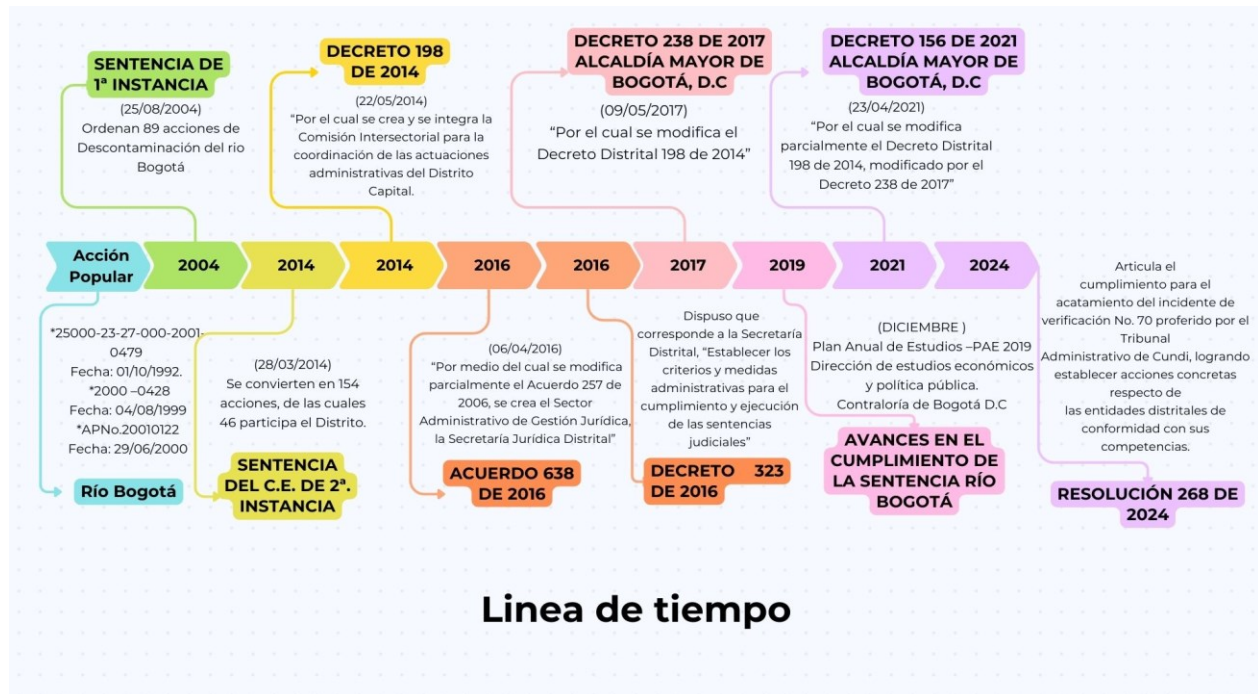 SENTENCIA DE
1ª INSTANCIA
(25/08/2004)
Ordenan 89 acciones de
Descontaminación del rio
Bogotá
DECRETO 198
DE 2014
(22/05/2014)
“Por el cual se crea y se integra la
Comisión Intersectorial para la
coordinación de las actuaciones
administrativas del Distrito
Capital.
DECRETO 238 DE 2017
ALCALDÍA MAYOR DE
BOGOTÁ, D.C
(09/05/2017)
“Por el cual se modifica el
Decreto Distrital 198 de 2014”
DECRETO 156 DE 2021
ALCALDÍA MAYOR DE
BOGOTÁ, D.C
(23/04/2021)
“Por el cual se modifica
parcialmente el Decreto Distrital
198 de 2014, modificado por el
Decreto 238 de 2017”
Acción
Popular
2004
2014
2014
2016
2016
2017
2019
2021
2024
*25000-23-27-000-2001-
0479
Fecha: 01/10/1992.
*2000 –0428
Fecha: 04/08/1999
*APNo.20010122
Fecha: 29/06/2000
Río Bogotá
(28/03/2014)
Se convierten en 154
acciones, de las cuales
46 participa el Distrito.
SENTENCIA
DEL C.E. DE 2ª.
INSTANCIA
(06/04/2016)
“Por medio del cual se modifica
parcialmente el Acuerdo 257 de
2006, se crea el Sector
Administrativo de Gestión Jurídica,
la Secretaría Jurídica Distrital”
ACUERDO 638
DE 2016
Dispuso que
corresponde a la Secretaría
Distrital, “Establecer los
criterios y medidas
administrativas para el
cumplimiento y ejecución
de las sentencias
judiciales”
DECRETO 323
DE 2016
(DICIEMBRE )
Plan Anual de Estudios –PAE 2019
Dirección de estudios económicos
y política pública.
Contraloría de Bogotá D.C
AVANCES EN EL
CUMPLIMIENTO DE
LA SENTENCIA RÍO
BOGOTÁ
Articula el
cumplimiento para el
acatamiento del incidente de
verificación No. 70 proferido por el
Tribunal
Administrativo de Cundi, logrando
establecer acciones concretas
respecto de
las entidades distritales de
conformidad con sus
competencias.
RESOLUCIÓN 268 DE
2024
Linea de tiempo